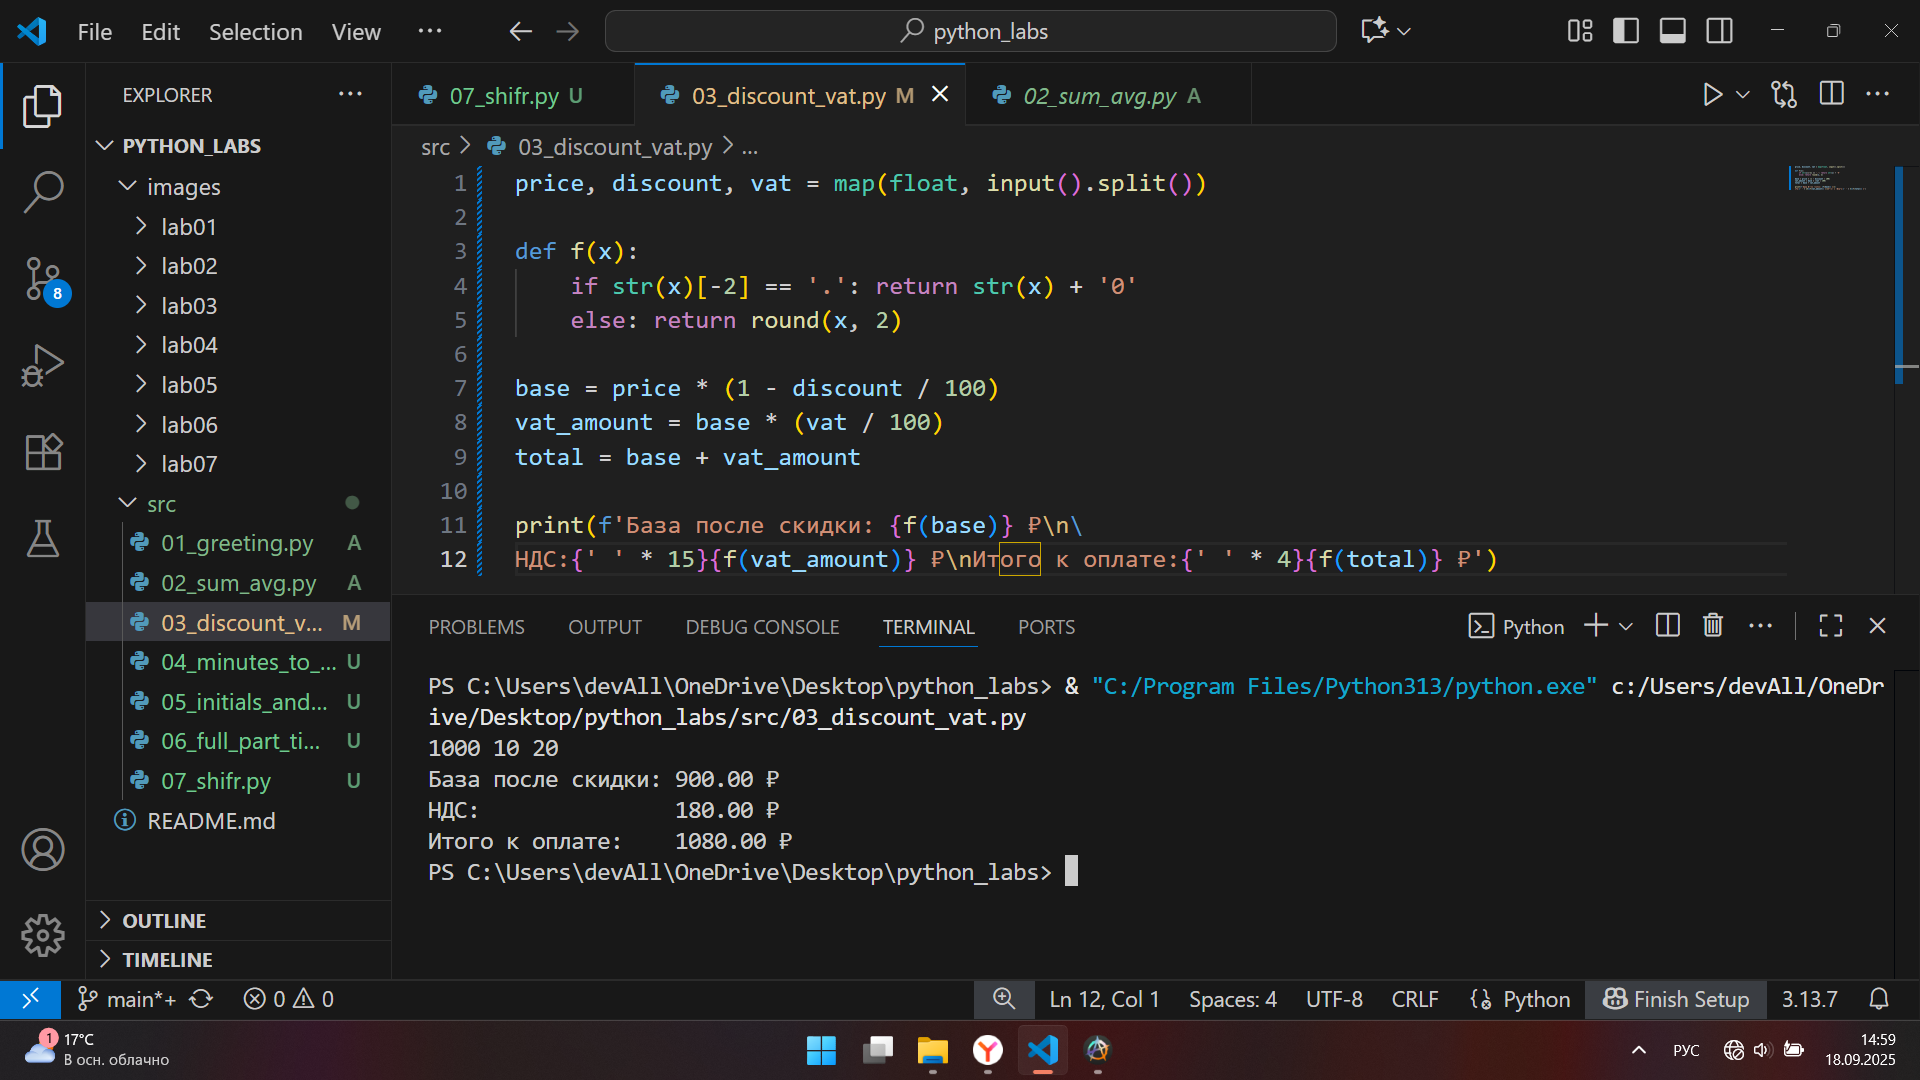 File Edit Selection View ··· python_labs
EXPLORER ···
PYTHON_LABS
images
lab01
lab02
lab03
lab04
lab05
lab06
lab07
src
01_greeting.py A
02_sum_avg.py A
03_discount_v... M
04_minutes_to_... U
05_initials_and... U
06_full_part_ti... U
07_shifr.py U
README.md
OUTLINE
TIMELINE
8
07_shifr.py U 03_discount_vat.py M 02_sum_avg.py A
src > 03_discount_vat.py > ...
1 price, discount, vat = map(float, input().split())
2
3 def f(x):
4     if str(x)[-2] == '.': return str(x) + '0'
5     else: return round(x, 2)
6
7 base = price * (1 - discount / 100)
8 vat_amount = base * (vat / 100)
9 total = base + vat_amount
10
11 print(f'База после скидки: {f(base)} ₽\n\
12 НДС:{' ' * 15}{f(vat_amount)} ₽\nИтого к оплате:{' ' * 4}{f(total)} ₽')
PROBLEMS OUTPUT DEBUG CONSOLE TERMINAL PORTS Python
PS C:\Users\devAll\OneDrive\Desktop\python_labs> & "C:/Program Files/Python313/python.exe" c:/Users/devAll/OneDr
ive/Desktop/python_labs/src/03_discount_vat.py
1000 10 20
База после скидки: 900.00 ₽
НДС:               180.00 ₽
Итого к оплате:    1080.00 ₽
PS C:\Users\devAll\OneDrive\Desktop\python_labs>
main*+ 0 0 Ln 12, Col 1 Spaces: 4 UTF-8 CRLF Python Finish Setup 3.13.7
1 17°C
В осн. облачно
РУС
14:59
18.09.2025